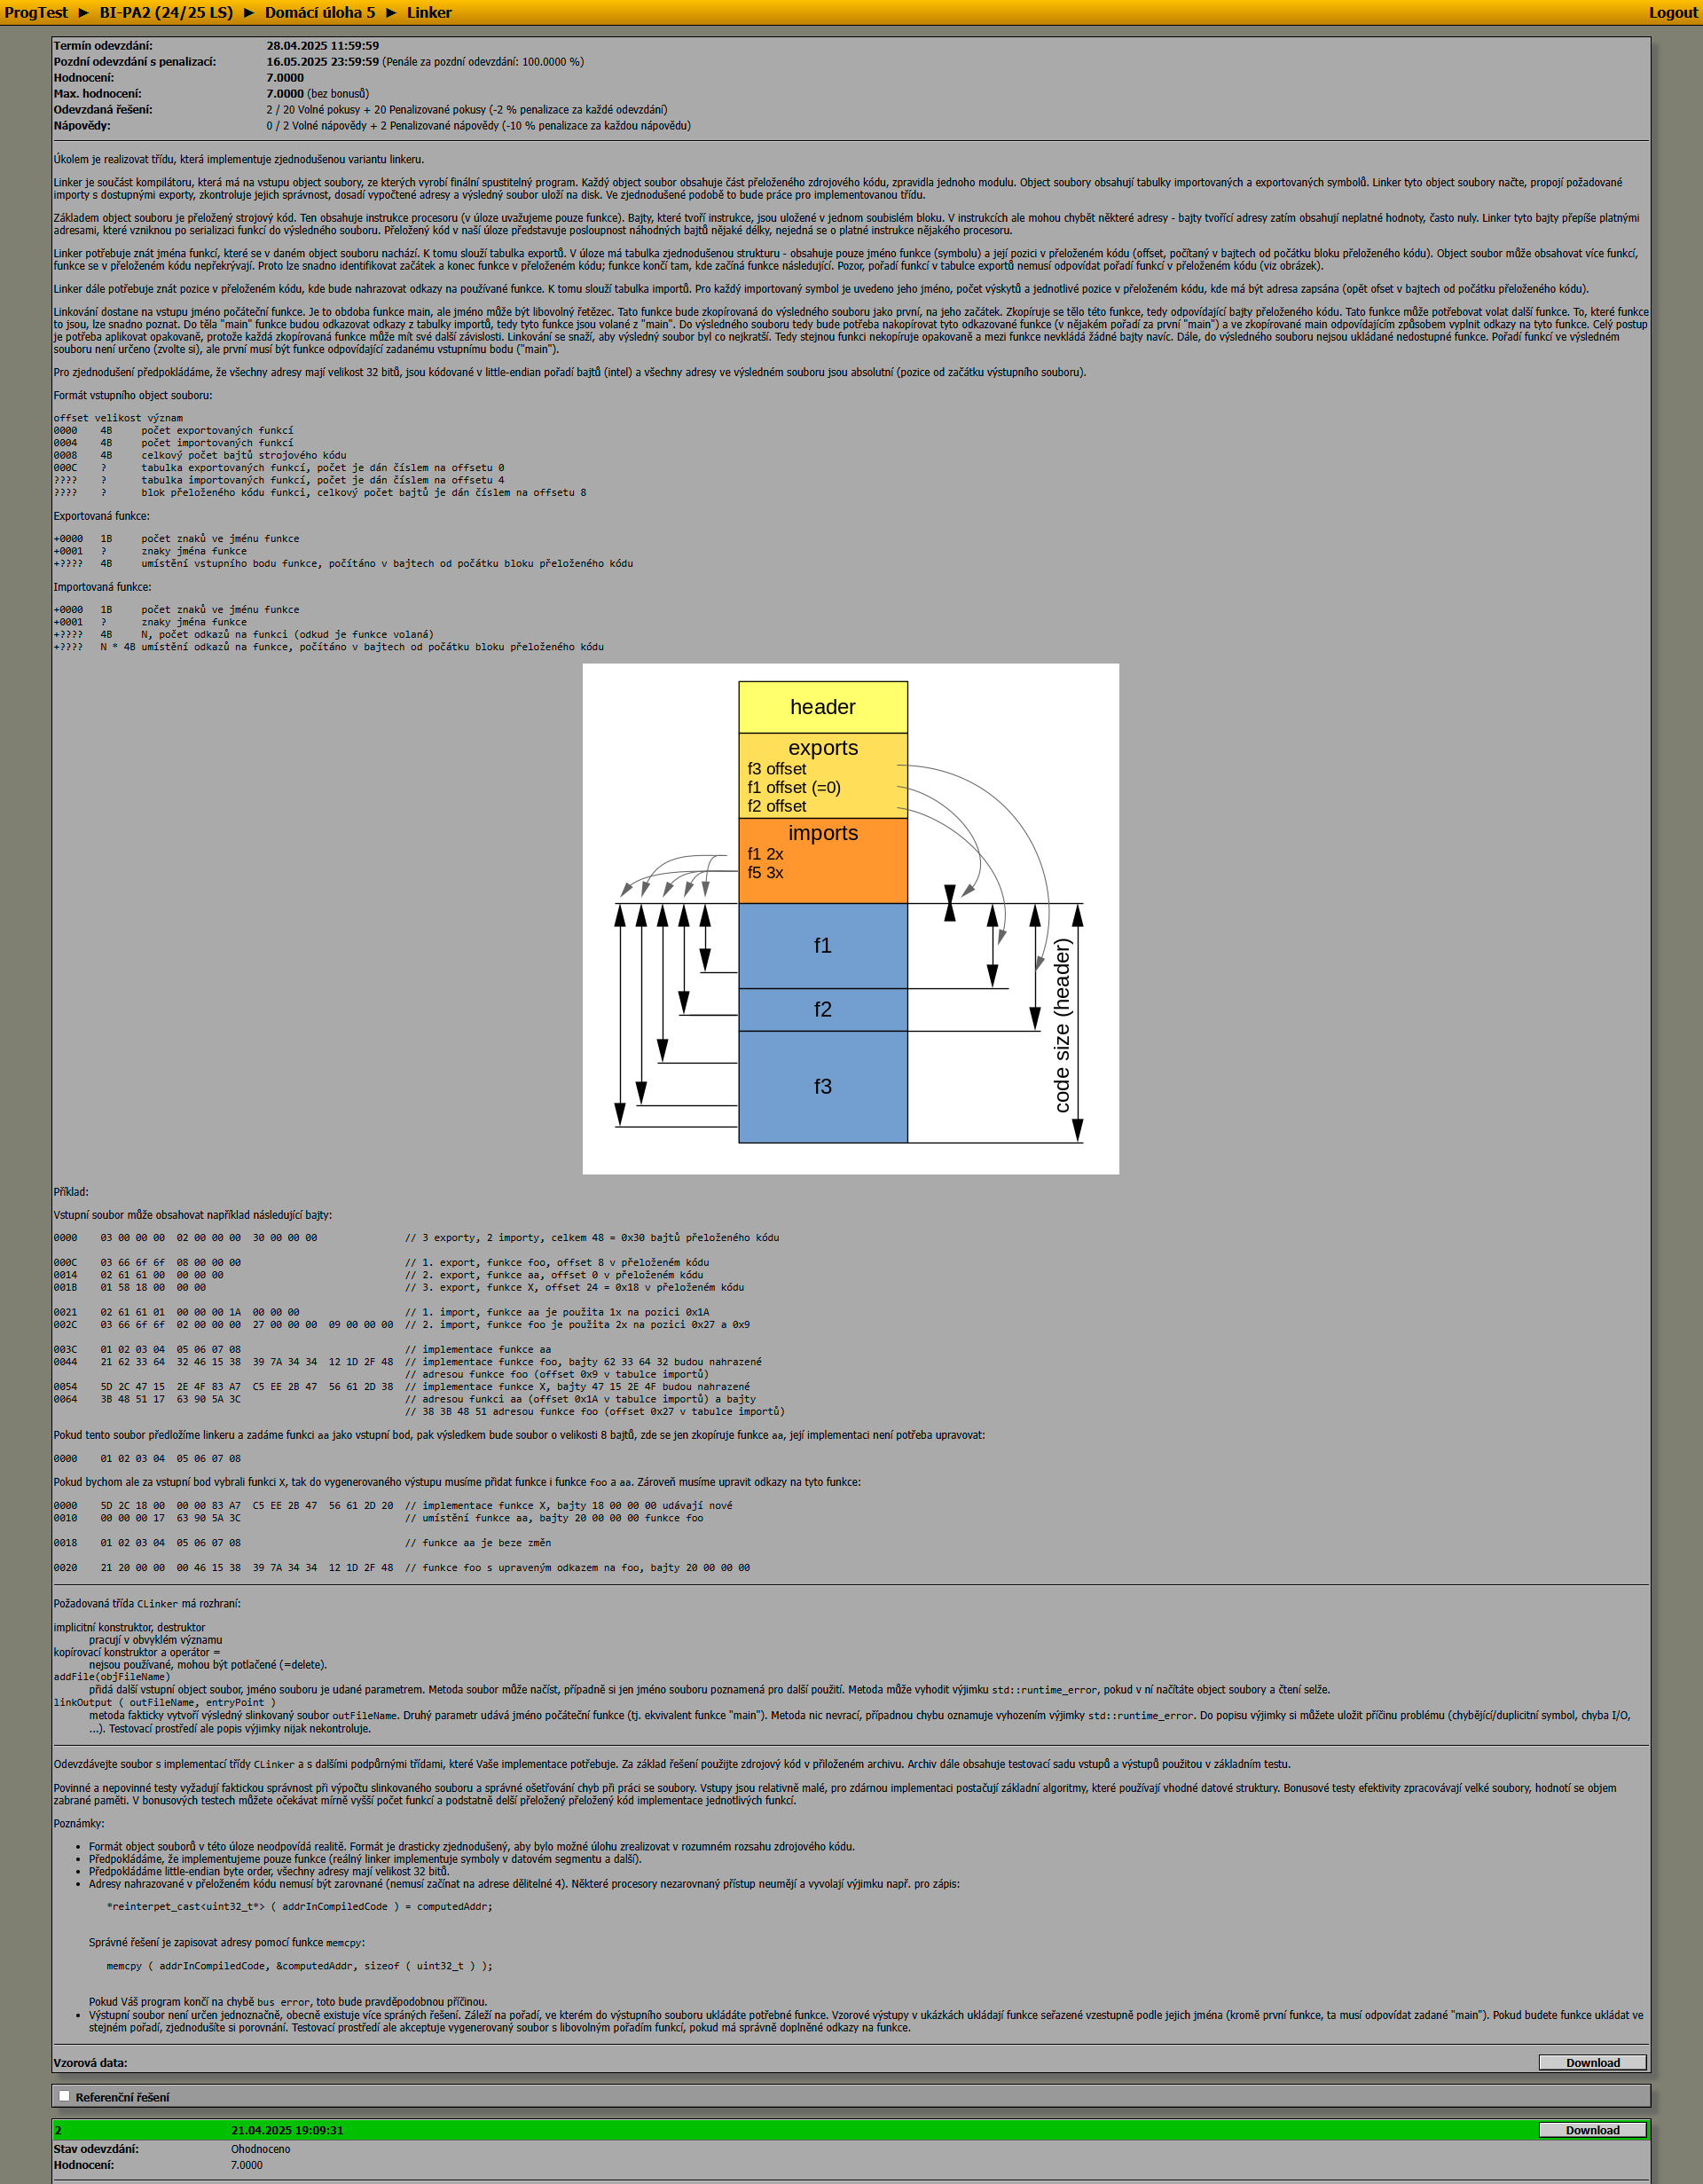 ProgTest ► BI-PA2 (24/25 LS) ► Domácí úloha 5 ► Linker Logout
Termín odevzdání: 28.04.2025 11:59:59
Pozdní odevzdání s penalizací: 16.05.2025 23:59:59 (Penále za pozdní odevzdání: 100.0000 %)
Hodnocení: 7.0000
Max. hodnocení: 7.0000 (bez bonusů)
Odevzdaná řešení: 2 / 20 Volné pokusy + 20 Penalizované pokusy (-2 % penalizace za každé odevzdání)
Nápovědy: 0 / 2 Volné nápovědy + 2 Penalizované nápovědy (-10 % penalizace za každou nápovědu)
Úkolem je realizovat třídu, která implementuje zjednodušenou variantu linkeru.
Linker je součást kompilátoru, která má na vstupu object soubory, ze kterých vyrobí finální spustitelný program. Každý object soubor obsahuje část přeloženého zdrojového kódu, zpravidla jednoho modulu. Object soubory obsahují tabulky importovaných a exportovaných symbolů. Linker tyto object soubory načte, propojí požadované
importy s dostupnými exporty, zkontroluje jejich správnost, dosadí vypočtené adresy a výsledný soubor uloží na disk. Ve zjednodušené podobě to bude práce pro implementovanou třídu.
Základem object souboru je přeložený strojový kód. Ten obsahuje instrukce procesoru (v úloze uvažujeme pouze funkce). Bajty, které tvoří instrukce, jsou uložené v jednom soubislém bloku. V instrukcích ale mohou chybět některé adresy - bajty tvořící adresy zatím obsahují neplatné hodnoty, často nuly. Linker tyto bajty přepíše platnými
adresami, které vzniknou po serializaci funkcí do výsledného souboru. Přeložený kód v naší úloze představuje posloupnost náhodných bajtů nějaké délky, nejedná se o platné instrukce nějakého procesoru.
Linker potřebuje znát jména funkcí, které se v daném object souboru nachází. K tomu slouží tabulka exportů. V úloze má tabulka zjednodušenou strukturu - obsahuje pouze jméno funkce (symbolu) a její pozici v přeloženém kódu (offset, počítaný v bajtech od počátku bloku přeloženého kódu). Object soubor může obsahovat více funkcí,
funkce se v přeloženém kódu nepřekrývají. Proto lze snadno identifikovat začátek a konec funkce v přeloženém kódu; funkce končí tam, kde začíná funkce následující. Pozor, pořadí funkcí v tabulce exportů nemusí odpovídat pořadí funkcí v přeloženém kódu (viz obrázek).
Linker dále potřebuje znát pozice v přeloženém kódu, kde bude nahrazovat odkazy na používané funkce. K tomu slouží tabulka importů. Pro každý importovaný symbol je uvedeno jeho jméno, počet výskytů a jednotlivé pozice v přeloženém kódu, kde má být adresa zapsána (opět ofset v bajtech od počátku přeloženého kódu).
Linkování dostane na vstupu jméno počáteční funkce. Je to obdoba funkce main, ale jméno může být libovolný řetězec. Tato funkce bude zkopírovaná do výsledného souboru jako první, na jeho začátek. Zkopíruje se tělo této funkce, tedy odpovídající bajty přeloženého kódu. Tato funkce může potřebovat volat další funkce. To, které funkce
to jsou, lze snadno poznat. Do těla "main" funkce budou odkazovat odkazy z tabulky importů, tedy tyto funkce jsou volané z "main". Do výsledného souboru tedy bude potřeba nakopírovat tyto odkazované funkce (v nějakém pořadí za první "main") a ve zkopírované main odpovídajícím způsobem vyplnit odkazy na tyto funkce. Celý postup
je potřeba aplikovat opakovaně, protože každá zkopírovaná funkce může mít své další závislosti. Linkování se snaží, aby výsledný soubor byl co nejkratší. Tedy stejnou funkci nekopíruje opakovaně a mezi funkce nevkládá žádné bajty navíc. Dále, do výsledného souboru nejsou ukládané nedostupné funkce. Pořadí funkcí ve výsledném
souboru není určeno (zvolte si), ale první musí být funkce odpovídající zadanému vstupnímu bodu ("main").
Pro zjednodušení předpokládáme, že všechny adresy mají velikost 32 bitů, jsou kódované v little-endian pořadí bajtů (intel) a všechny adresy ve výsledném souboru jsou absolutní (pozice od začátku výstupního souboru).
Formát vstupního object souboru:
offset velikost význam
0000 4B počet exportovaných funkcí
0004 4B počet importovaných funkcí
0008 4B celkový počet bajtů strojového kódu
000C ? tabulka exportovaných funkcí, počet je dán číslem na offsetu 0
???? ? tabulka importovaných funkcí, počet je dán číslem na offsetu 4
???? ? blok přeloženého kódu funkci, celkový počet bajtů je dán číslem na offsetu 8
Exportovaná funkce:
+0000 1B počet znaků ve jménu funkce
+0001 ? znaky jména funkce
+???? 4B umístění vstupního bodu funkce, počítáno v bajtech od počátku bloku přeloženého kódu
Importovaná funkce:
+0000 1B počet znaků ve jménu funkce
+0001 ? znaky jména funkce
+???? 4B N, počet odkazů na funkci (odkud je funkce volaná)
+???? N * 4B umístění odkazů na funkce, počítáno v bajtech od počátku bloku přeloženého kódu
header
exports
f3 offset
f1 offset (=0)
f2 offset
imports
f1 2x
f5 3x
f1
f2
f3
code size (header)
Příklad:
Vstupní soubor může obsahovat například následující bajty:
0000 03 00 00 00 02 00 00 00 30 00 00 00 // 3 exporty, 2 importy, celkem 48 = 0x30 bajtů přeloženého kódu
000C 03 66 6f 6f 08 00 00 00 // 1. export, funkce foo, offset 8 v přeloženém kódu
0014 02 61 61 00 00 00 00 // 2. export, funkce aa, offset 0 v přeloženém kódu
001B 01 58 18 00 00 00 // 3. export, funkce X, offset 24 = 0x18 v přeloženém kódu
0021 02 61 61 01 00 00 00 1A 00 00 00 // 1. import, funkce aa je použita 1x na pozici 0x1A
002C 03 66 6f 6f 02 00 00 00 27 00 00 00 09 00 00 00 // 2. import, funkce foo je použita 2x na pozici 0x27 a 0x9
003C 01 02 03 04 05 06 07 08 // implementace funkce aa
0044 21 62 33 64 32 46 15 38 39 7A 34 34 12 1D 2F 48 // implementace funkce foo, bajty 62 33 64 32 budou nahrazené
// adresou funkce foo (offset 0x9 v tabulce importů)
0054 5D 2C 47 15 2E 4F 83 A7 C5 EE 2B 47 56 61 2D 38 // implementace funkce X, bajty 47 15 2E 4F budou nahrazené
0064 3B 48 51 17 63 90 5A 3C // adresou funkci aa (offset 0x1A v tabulce importů) a bajty
// 38 3B 48 51 adresou funkce foo (offset 0x27 v tabulce importů)
Pokud tento soubor předložíme linkeru a zadáme funkci aa jako vstupní bod, pak výsledkem bude soubor o velikosti 8 bajtů, zde se jen zkopíruje funkce aa, její implementaci není potřeba upravovat:
0000 01 02 03 04 05 06 07 08
Pokud bychom ale za vstupní bod vybrali funkci X, tak do vygenerovaného výstupu musíme přidat funkce i funkce foo a aa. Zároveň musíme upravit odkazy na tyto funkce:
0000 5D 2C 18 00 00 00 83 A7 C5 EE 2B 47 56 61 2D 20 // implementace funkce X, bajty 18 00 00 00 udávají nové
0010 00 00 00 17 63 90 5A 3C // umístění funkce aa, bajty 20 00 00 00 funkce foo
0018 01 02 03 04 05 06 07 08 // funkce aa je beze změn
0020 21 20 00 00 00 46 15 38 39 7A 34 34 12 1D 2F 48 // funkce foo s upraveným odkazem na foo, bajty 20 00 00 00
Požadovaná třída CLinker má rozhraní:
implicitní konstruktor, destruktor
pracují v obvyklém významu
kopírovací konstruktor a operátor =
nejsou používané, mohou být potlačené (=delete).
addFile(objFileName)
přidá další vstupní object soubor, jméno souboru je udané parametrem. Metoda soubor může načíst, případně si jen jméno souboru poznamená pro další použití. Metoda může vyhodit výjimku std::runtime_error, pokud v ní načítáte object soubory a čtení selže.
linkOutput ( outFileName, entryPoint )
metoda fakticky vytvoří výsledný slinkovaný soubor outFileName. Druhý parametr udává jméno počáteční funkce (tj. ekvivalent funkce "main"). Metoda nic nevrací, případnou chybu oznamuje vyhozením výjimky std::runtime_error. Do popisu výjimky si můžete uložit příčinu problému (chybějící/duplicitní symbol, chyba I/O,
...). Testovací prostředí ale popis výjimky nijak nekontroluje.
Odevzdávejte soubor s implementací třídy CLinker a s dalšími podpůrnými třídami, které Vaše implementace potřebuje. Za základ řešení použijte zdrojový kód v přiloženém archivu. Archiv dále obsahuje testovací sadu vstupů a výstupů použitou v základním testu.
Povinné a nepovinné testy vyžadují faktickou správnost při výpočtu slinkovaného souboru a správné ošetřování chyb při práci se soubory. Vstupy jsou relativně malé, pro zdárnou implementaci postačují základní algoritmy, které používají vhodné datové struktury. Bonusové testy efektivity zpracovávají velké soubory, hodnotí se objem
zabrané paměti. V bonusových testech můžete očekávat mírně vyšší počet funkcí a podstatně delší přeložený přeložený kód implementace jednotlivých funkcí.
Poznámky:
• Formát object souborů v této úloze neodpovídá realitě. Formát je drasticky zjednodušený, aby bylo možné úlohu zrealizovat v rozumném rozsahu zdrojového kódu.
• Předpokládáme, že implementujeme pouze funkce (reálný linker implementuje symboly v datovém segmentu a další).
• Předpokládáme little-endian byte order, všechny adresy mají velikost 32 bitů.
• Adresy nahrazované v přeloženém kódu nemusí být zarovnané (nemusí začínat na adrese dělitelné 4). Některé procesory nezarovnaný přístup neumějí a vyvolají výjimku např. pro zápis:
*reinterpet_cast<uint32_t*> ( addrInCompiledCode ) = computedAddr;
Správné řešení je zapisovat adresy pomocí funkce memcpy:
memcpy ( addrInCompiledCode, &computedAddr, sizeof ( uint32_t ) );
Pokud Váš program končí na chybě bus error, toto bude pravděpodobnou příčinou.
• Výstupní soubor není určen jednoznačně, obecně existuje více spráných řešení. Záleží na pořadí, ve kterém do výstupního souboru ukládáte potřebné funkce. Vzorové výstupy v ukázkách ukládají funkce seřazené vzestupně podle jejich jména (kromě první funkce, ta musí odpovídat zadané "main"). Pokud budete funkce ukládat ve
stejném pořadí, zjednodušíte si porovnání. Testovací prostředí ale akceptuje vygenerovaný soubor s libovolným pořadím funkcí, pokud má správně doplněné odkazy na funkce.
Vzorová data: Download
Referenční řešení
2 21.04.2025 19:09:31 Download
Stav odevzdání: Ohodnoceno
Hodnocení: 7.0000